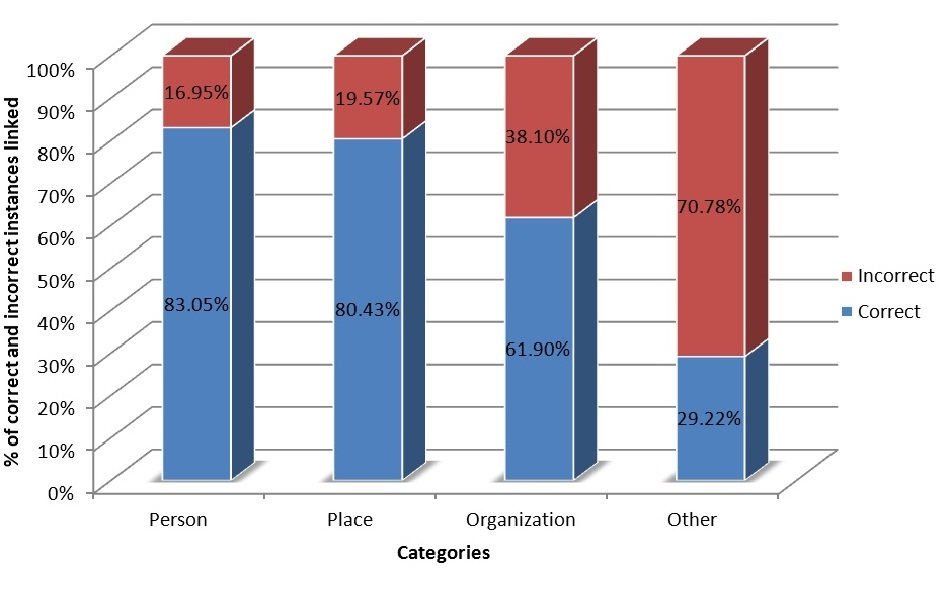 100%
90%
80%
70%
60%
50%
40%
30%
20%
10%
0%
% of correct and incorrect instances linked
16.95%
19.57%
38.10%
70.78%
83.05%
80.43%
61.90%
29.22%
Incorrect
Correct
Person
Place
Organization
Other
Categories